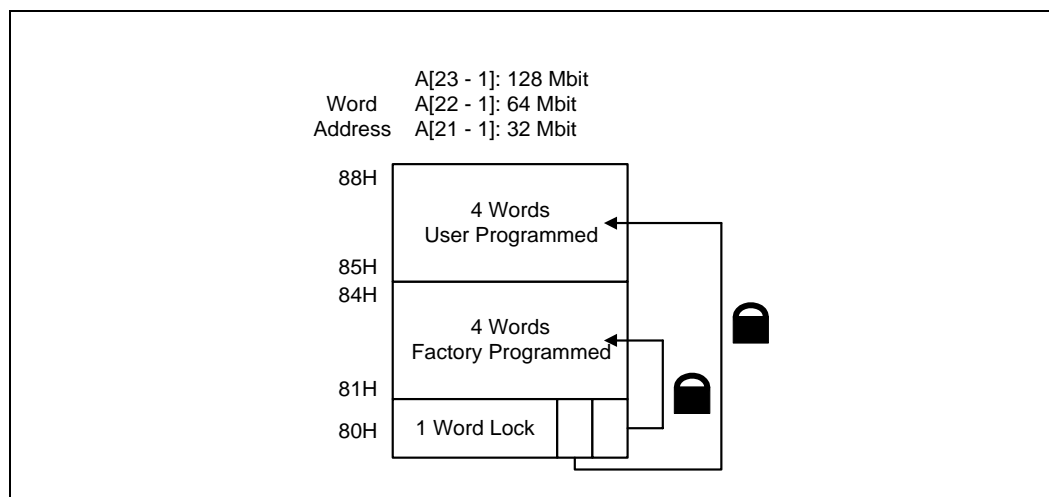 A[23 - 1]: 128 Mbit
Word A[22 - 1]: 64 Mbit
Address A[21 - 1]: 32 Mbit
88H
4 Words
User Programmed
85H
84H
4 Words
Factory Programmed
81H
80H 1 Word Lock